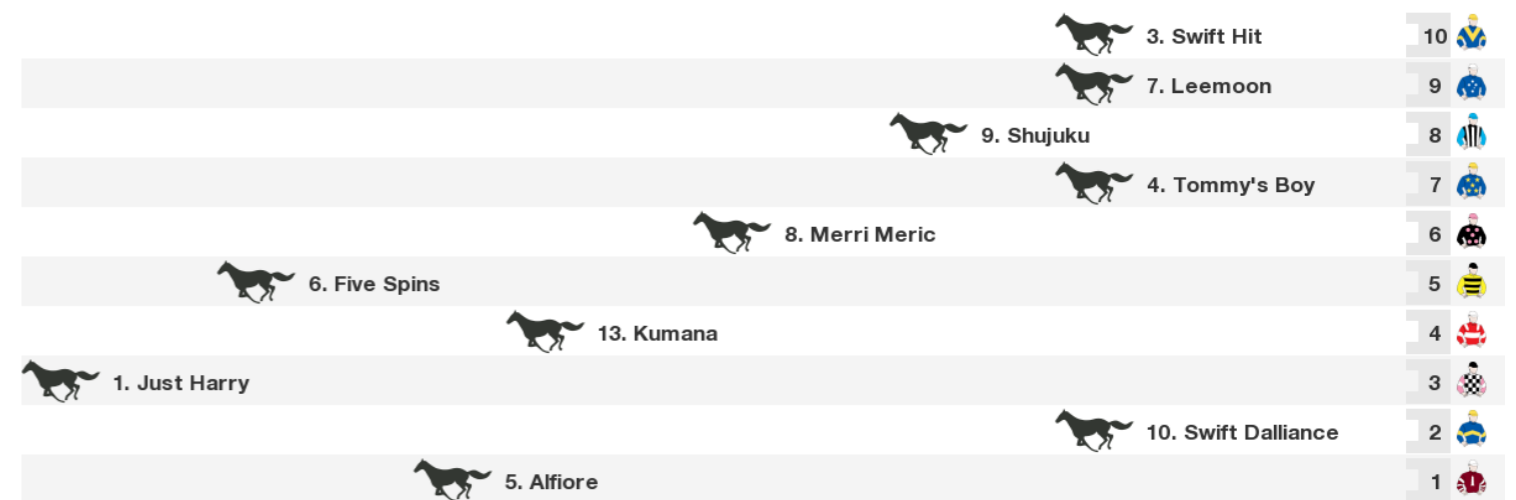 3. Swift Hit 10
7. Leemoon 9
9. Shujuku 8
4. Tommy's Boy 7
8. Merri Meric 6
6. Five Spins 5
13. Kumana 4
1. Just Harry 3
10. Swift Dalliance 2
5. Alfiore 1